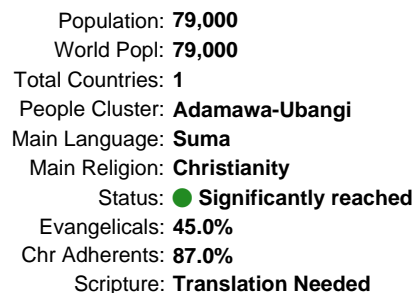 Population: 79,000
World Popl: 79,000
Total Countries: 1
People Cluster: Adamawa-Ubangi
Main Language: Suma
Main Religion: Christianity
Status: Significantly reached
Evangelicals: 45.0%
Chr Adherents: 87.0%
Scripture: Translation Needed